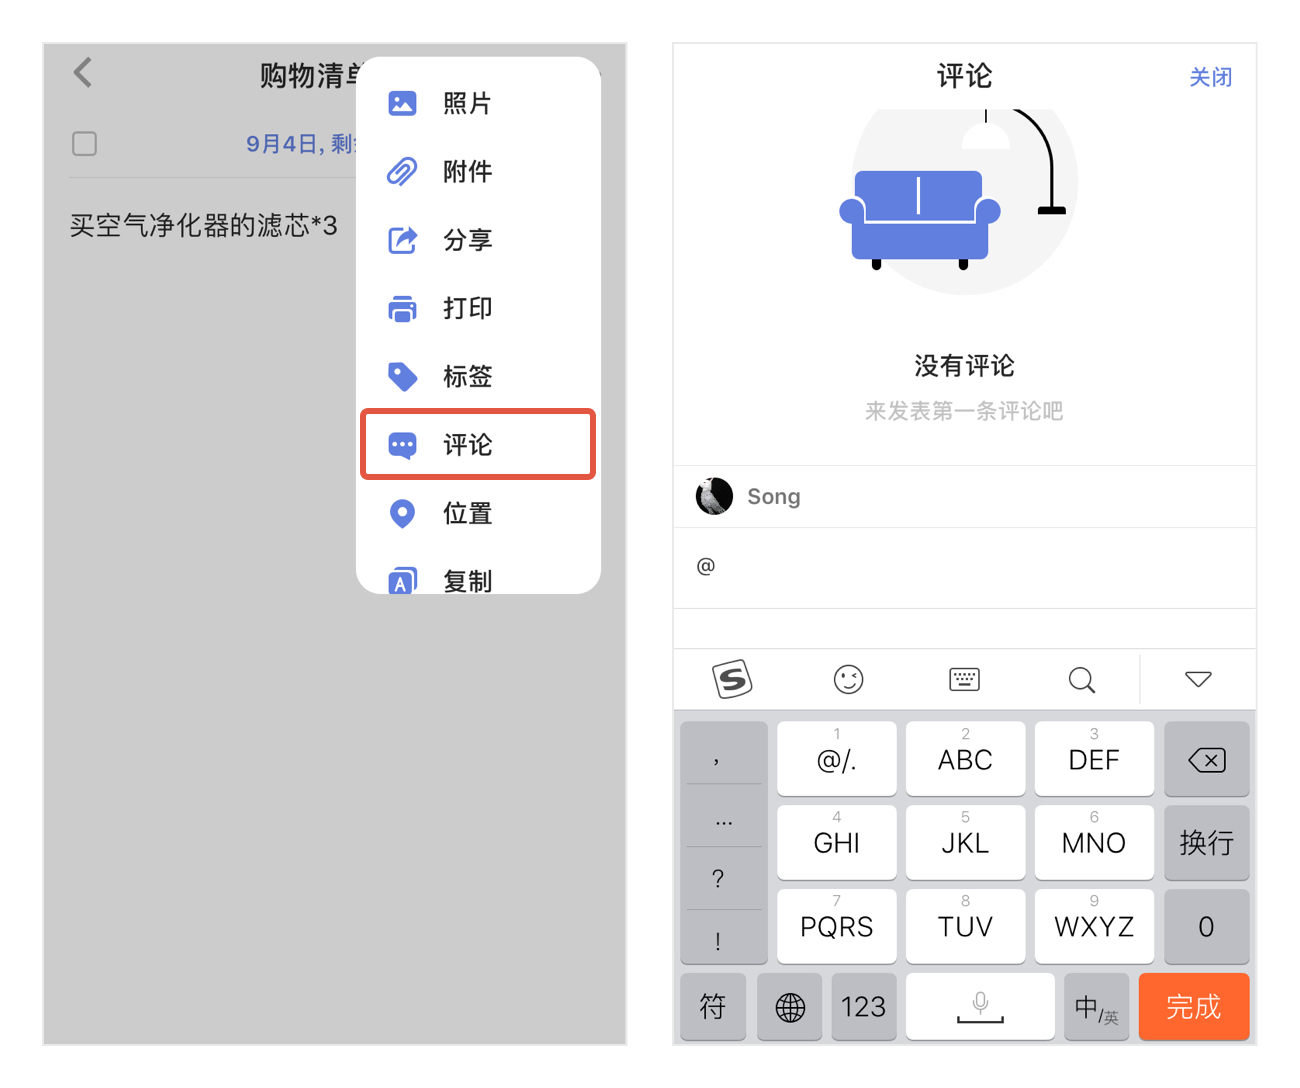 购物清单
9月4日, 剩
买空气净化器的滤芯*3
照片
附件
分享
打印
标签
评论
位置
A 复制
评论
关闭
没有评论
来发表第一条评论吧
Song
@
S
,
...
?
!
1
@/.
2
ABC
3
DEF
4
GHI
5
JKL
6
MNO
换行
7
PQRS
8
TUV
9
WXYZ
0
符
123
中/英
完成